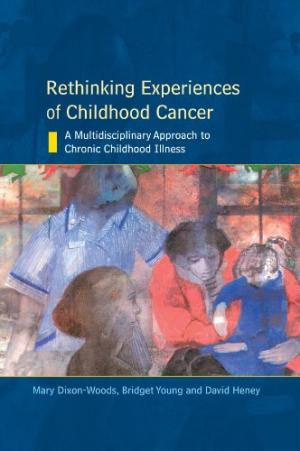 Rethinking Experiences
of Childhood Cancer
A Multidisciplinary Approach to
Chronic Childhood Illness
Mary Dixon-Woods, Bridget Young and David Heney